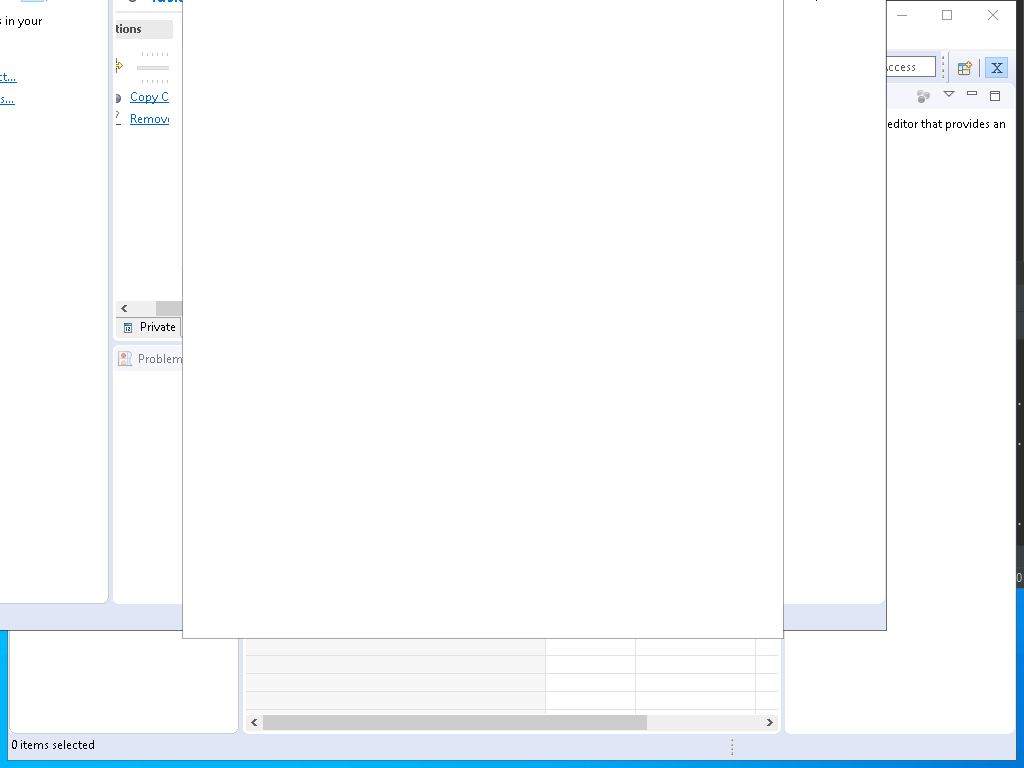 s in your
tions
ct...
s...
Copy C
Remove
Private
Problem
ccess
X
editor that provides an
0 items selected